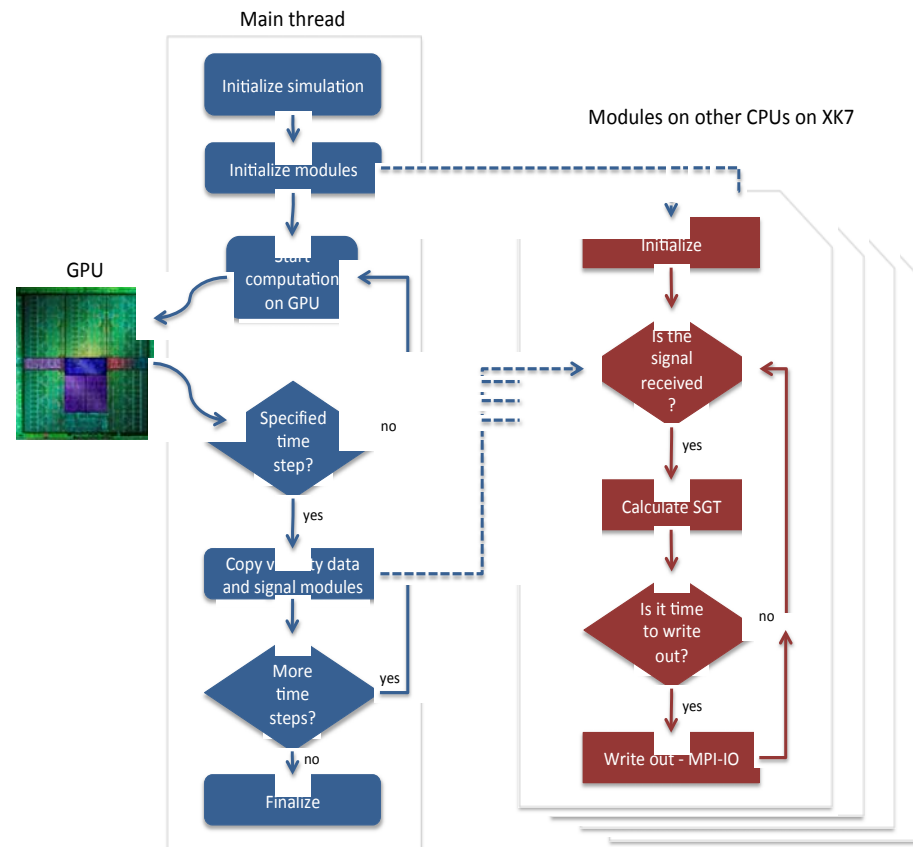 Main thread
Initialize simulation
Modules on other CPUs on XK7
Initialize modules
Initialize
GPU
Start
computation
on GPU
Is the
signal
received
?
Specified
time
step?
no
yes
yes
Calculate SGT
Copy
data
and signal modules
Is it time
to write
out?
no
More
time
steps?
yes
yes
no
Write out - MPI-IO
Finalize